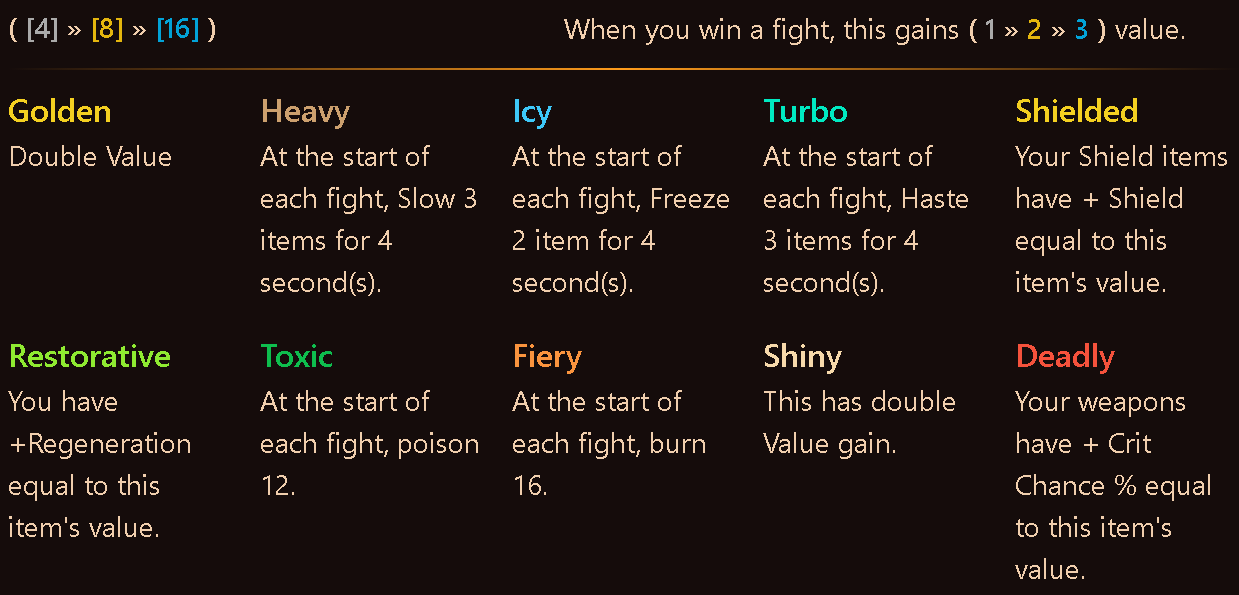 ( [4] » [8] » [16] )
When you win a fight, this gains ( 1 » 2 » 3 ) value.
Golden
Double Value
Heavy
At the start of
each fight, Slow 3
items for 4
second(s).
Icy
At the start of
each fight, Freeze
2 item for 4
second(s).
Turbo
At the start of
each fight, Haste
3 items for 4
second(s).
Shielded
Your Shield items
have + Shield
equal to this
item's value.
Restorative
You have
+Regeneration
equal to this
item's value.
Toxic
At the start of
each fight, poison
12.
Fiery
At the start of
each fight, burn
16.
Shiny
This has double
Value gain.
Deadly
Your weapons
have + Crit
Chance % equal
to this item's
value.